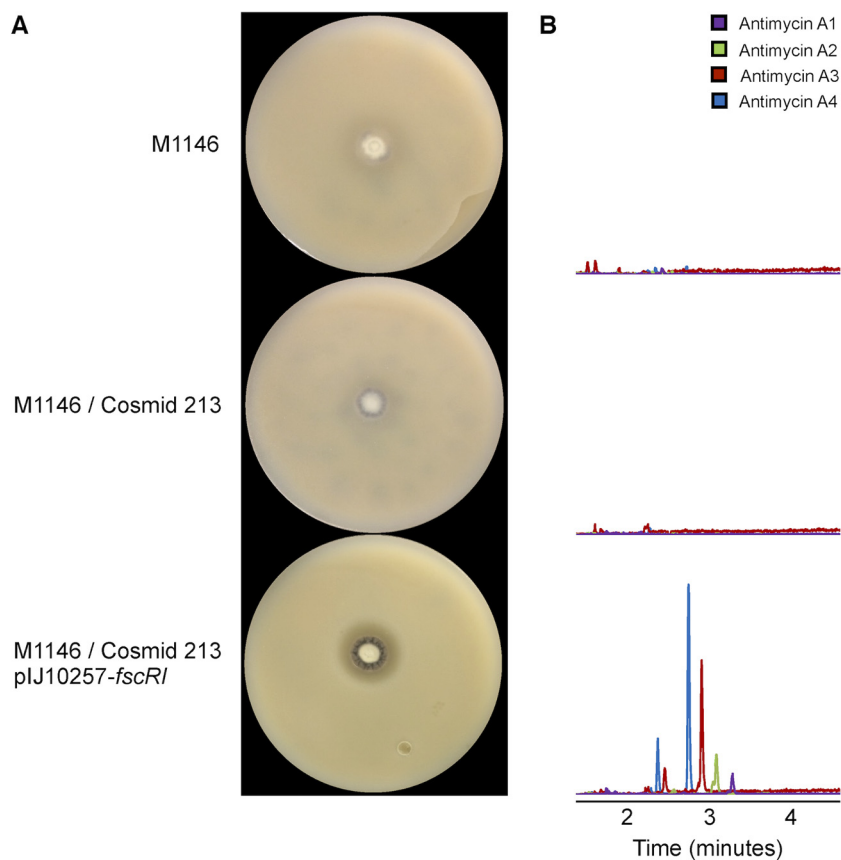 A
B
Antimycin A1
Antimycin A2
Antimycin A3
Antimycin A4
M1146
M1146 / Cosmid 213
M1146 / Cosmid 213
pIJ10257-fscRI
2 3 4
Time (minutes)